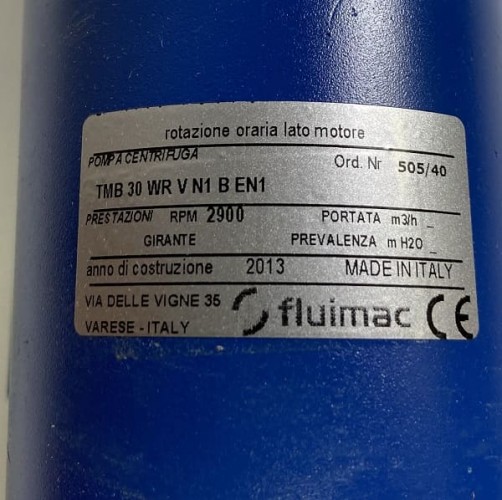 rotazione oraria lato motore
POMPA CENTRIFUGA Ord. Nr 505/40
TMB 30 WR V N1 B EN1
PRESTAZIONI RPM 2900 PORTATA m3/h _
GIRANTE PREVALENZA m H2O _
anno di costruzione 2013 MADE IN ITALY
VIA DELLE VIGNE 35
VARESE - ITALY
fluimac CE